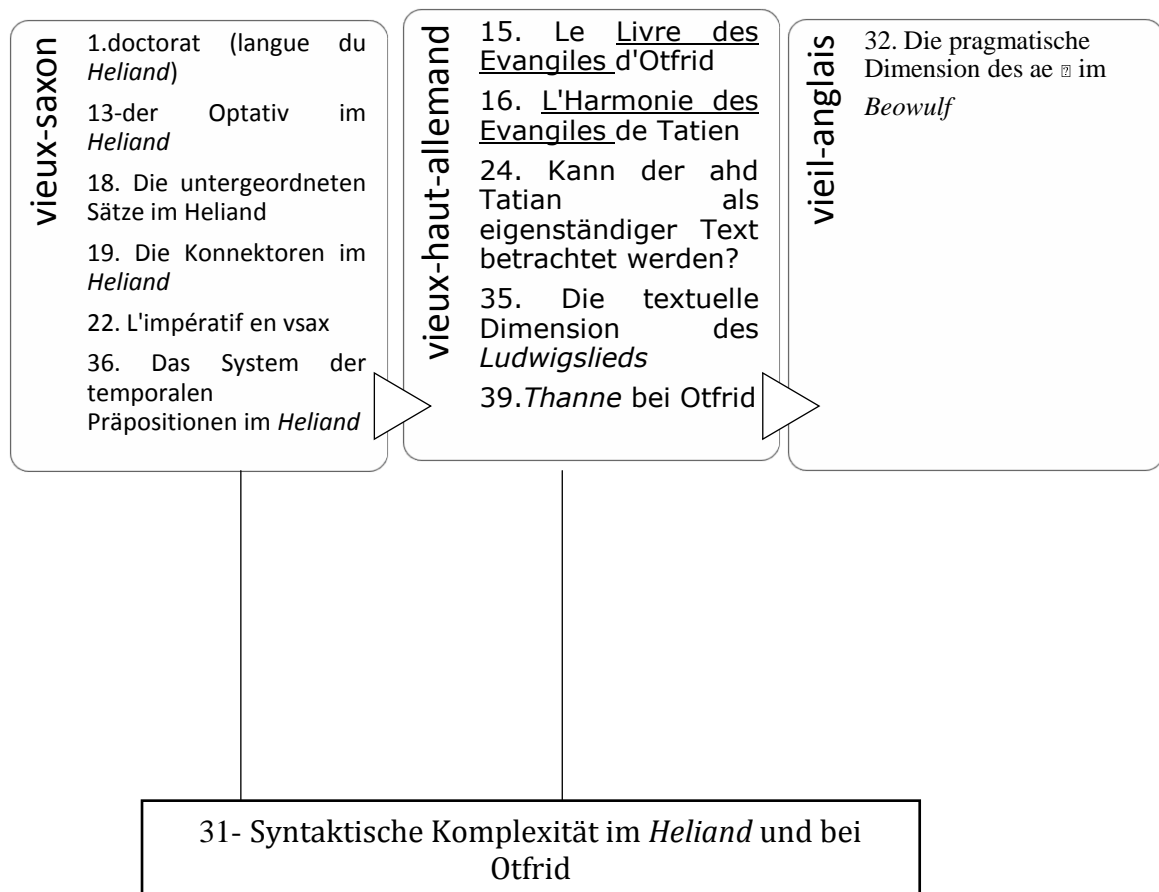 vieux-saxon
1.doctorat (langue du
Heliand)
13-der Optativ im
Heliand
18. Die untergeordneten
Sätze im Heliand
19. Die Konnektoren im
Heliand
22. L'impératif en vsax
36. Das System der
temporalen
Präpositionen im Heliand
vieux-haut-allemand
15. Le Livre des
Evangiles d'Otfrid
16. L'Harmonie des
Evangiles de Tatien
24. Kann der ahd
Tatian als
eigenständiger Text
betrachtet werden?
35. Die textuelle
Dimension des
Ludwigslieds
39.Thanne bei Otfrid
vieil-anglais
32. Die pragmatische
Dimension des ae im
Beowulf
31- Syntaktische Komplexität im Heliand und bei
Otfrid